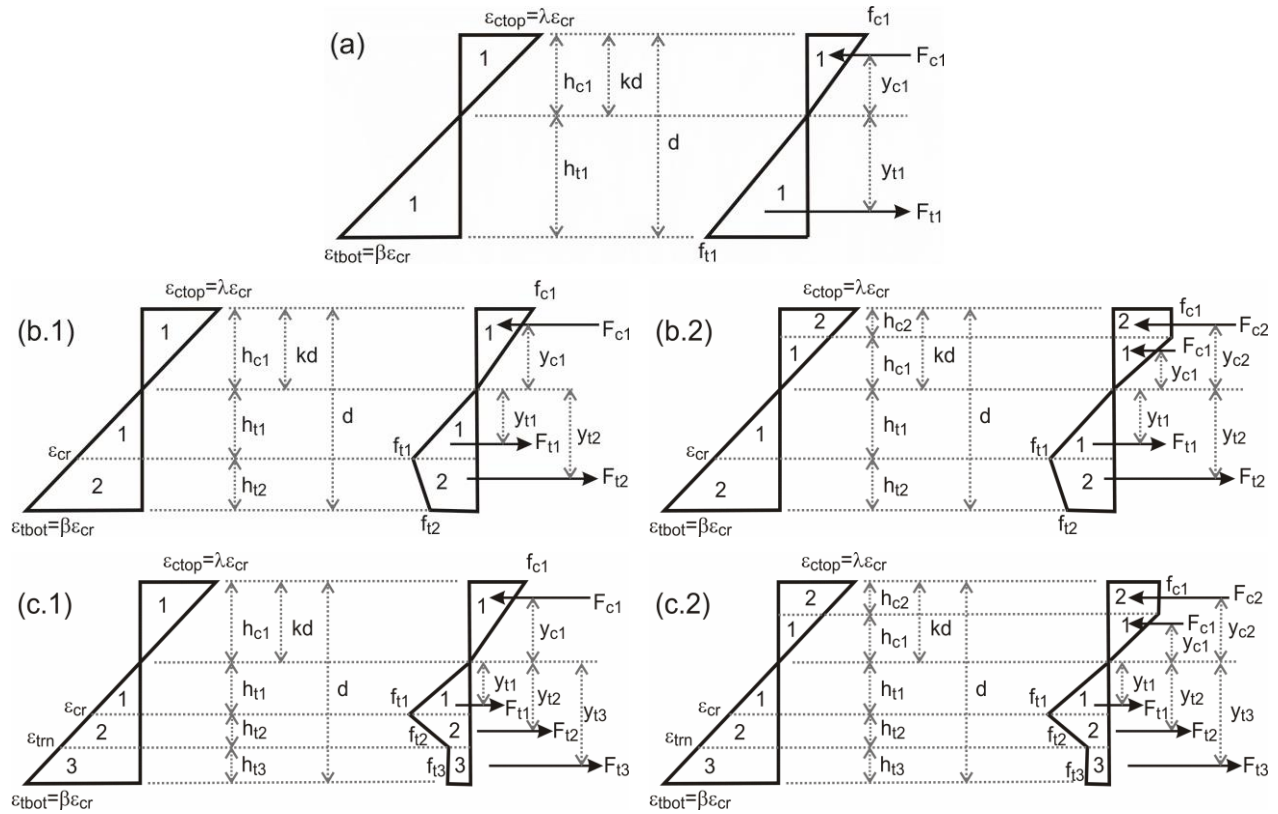 (a)
εctop=λεcr
fc1
1
1
Fc1
hc1
kd
yc1
d
ht1
yt1
1
1
Ft1
εtbot=βεcr
ft1
(b.1)
εctop=λεcr
fc1
1
1
Fc1
hc1
kd
yc1
d
1
ht1
yt1
yt2
1
Ft1
εcr
ft1
2
ht2
2
Ft2
εtbot=βεcr
ft2
(b.2)
εctop=λεcr
fc1
2
hc2
2
Fc2
1
hc1
kd
1
Fc1
yc1
yc2
d
1
ht1
yt1
yt2
1
Ft1
εcr
ft1
2
ht2
2
Ft2
εtbot=βεcr
ft2
(c.1)
εctop=λεcr
fc1
1
1
Fc1
hc1
kd
yc1
d
1
ht1
yt1
yt2
yt3
εcr
ft1
1
Ft1
2
ht2
ft2
2
Ft2
εtrn
3
ht3
ft3
3
Ft3
εtbot=βεcr
(c.2)
εctop=λεcr
fc1
2
hc2
2
Fc2
1
hc1
kd
1
Fc1
yc1
yc2
d
1
ht1
yt1
yt2
yt3
εcr
ft1
1
Ft1
2
ht2
ft2
2
Ft2
εtrn
3
ht3
ft3
3
Ft3
εtbot=βεcr